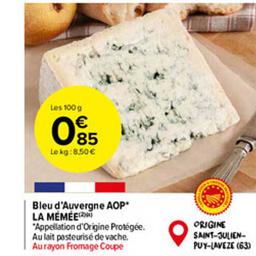 Les 100 g
0€85
Le kg: 8,50 €
Bleu d'Auvergne AOP*
LA MÉMÉE
*Appellation d'Origine Protégée.
Au lait pasteurisé de vache.
Au rayon Fromage Coupe
ORIGINE
SAINT-JULIEN-
PUY-LAVEZE (63)